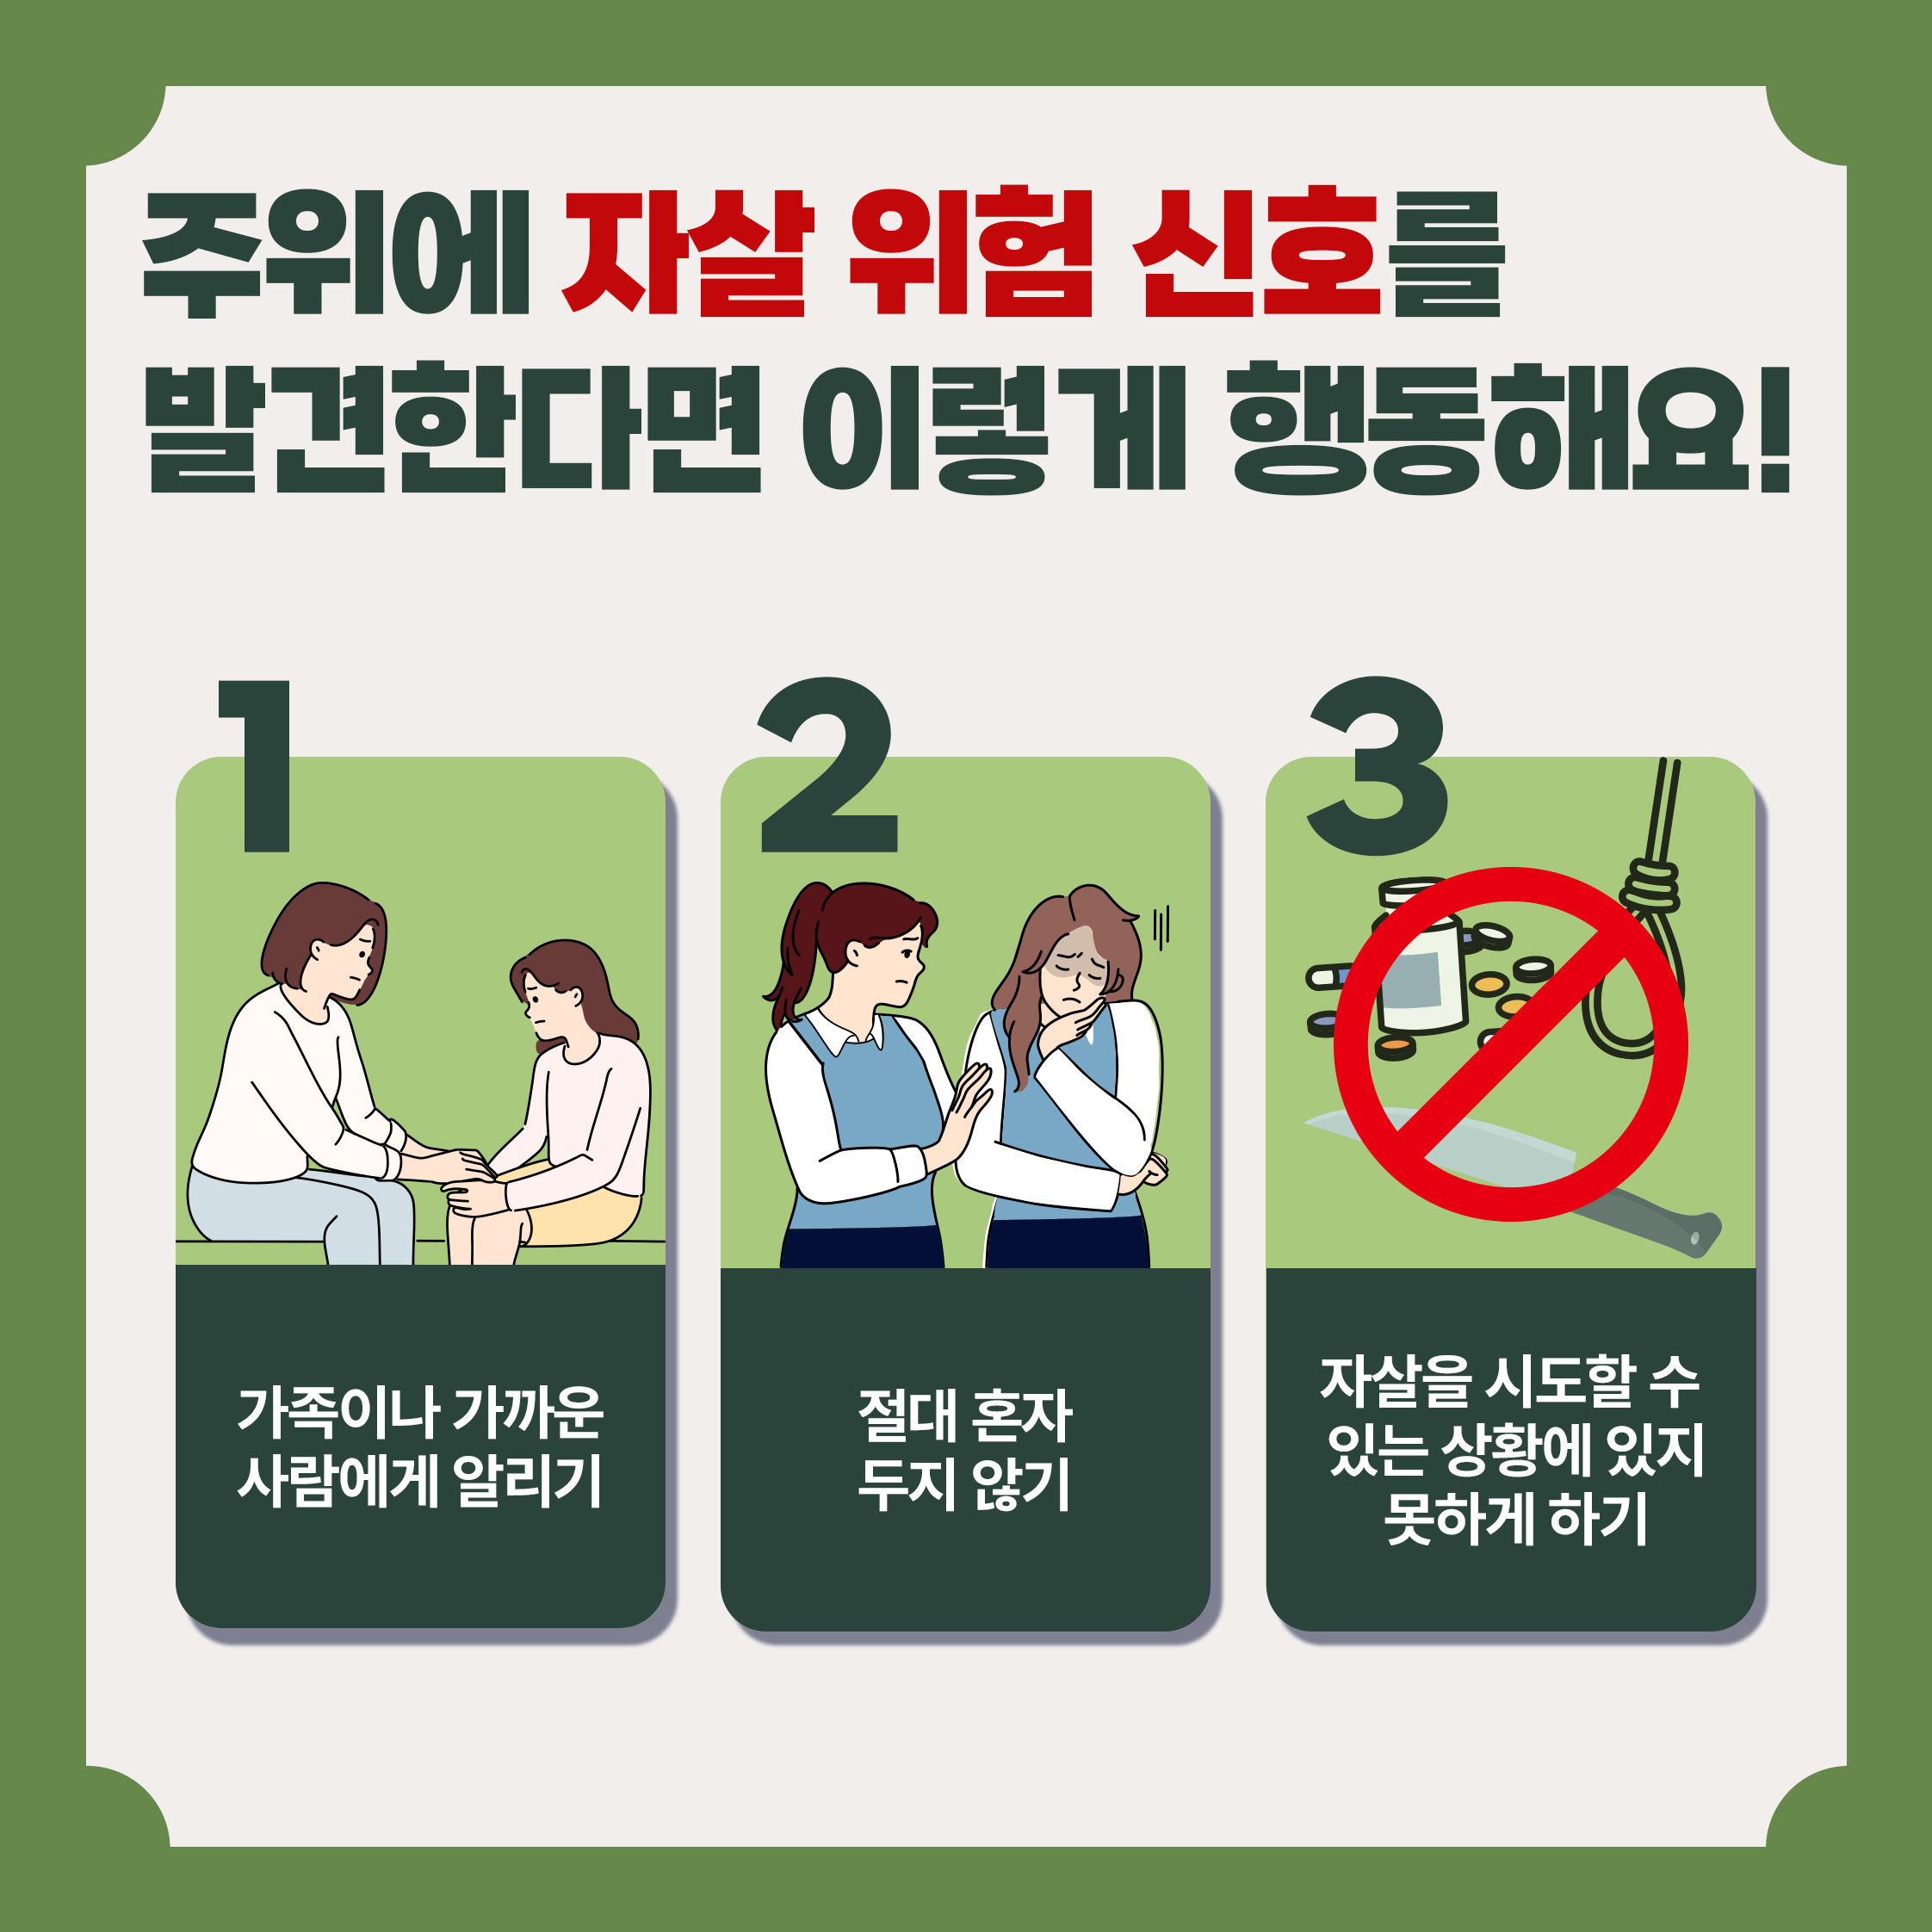 주위에 자살 위험 신호를
발견한다면 이렇게 행동해요!
1
가족이나 가까운
사람에게 알리기
2
절대 혼자
두지 않기
3
자살을 시도할 수
있는 상황에 있지
못하게 하기